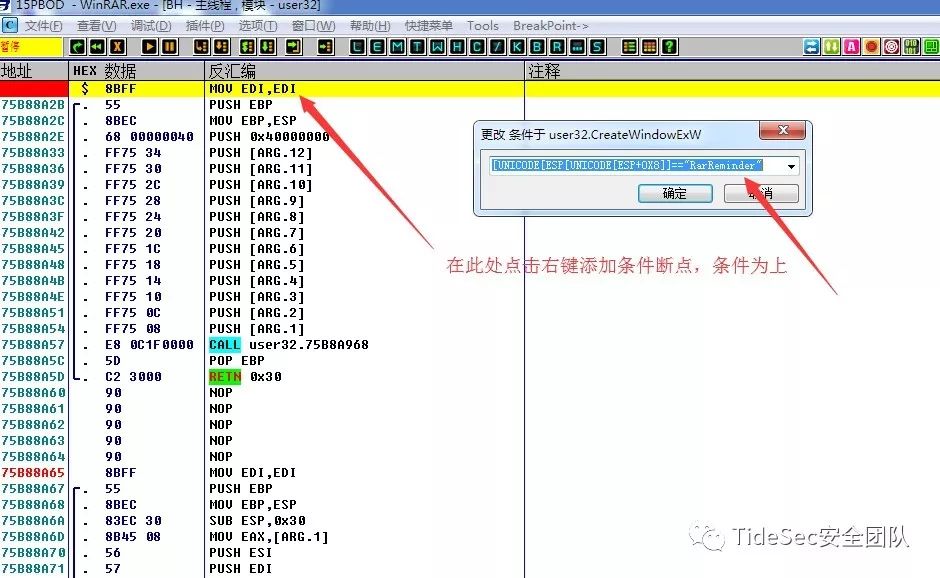 15PBOD - WinRAR.exe - [BH - 主线程, 模块 - user32]
文件(F) 查看(V) 调试(D) 插件(P) 选项(T) 窗口(W) 帮助(H) 快捷菜单 Tools BreakPoint->
暂停 L E M T W H C / K B R ... S
地址 HEX 数据 反汇编 注释
$ 8BFF MOV EDI,EDI
75B88A2B . 55 PUSH EBP
75B88A2C . 8BEC MOV EBP,ESP
75B88A2E . 68 00000040 PUSH 0x40000000
75B88A33 . FF75 34 PUSH [ARG.12]
75B88A36 . FF75 30 PUSH [ARG.11]
75B88A39 . FF75 2C PUSH [ARG.10]
75B88A3C . FF75 28 PUSH [ARG.9]
75B88A3F . FF75 24 PUSH [ARG.8]
75B88A42 . FF75 20 PUSH [ARG.7]
75B88A45 . FF75 1C PUSH [ARG.6]
75B88A48 . FF75 18 PUSH [ARG.5]
75B88A4B . FF75 14 PUSH [ARG.4]
75B88A4E . FF75 10 PUSH [ARG.3]
75B88A51 . FF75 0C PUSH [ARG.2]
75B88A54 . FF75 08 PUSH [ARG.1]
75B88A57 . E8 0C1F0000 CALL user32.75B8A968
75B88A5C . 5D POP EBP
75B88A5D . C2 3000 RETN 0x30
75B88A60 90 NOP
75B88A61 90 NOP
75B88A62 90 NOP
75B88A63 90 NOP
75B88A64 90 NOP
75B88A65 8BFF MOV EDI,EDI
75B88A67 . 55 PUSH EBP
75B88A68 . 8BEC MOV EBP,ESP
75B88A6A . 83EC 30 SUB ESP,0x30
75B88A6D . 8B45 08 MOV EAX,[ARG.1]
75B88A70 . 56 PUSH ESI
75B88A71 . 57 PUSH EDI
更改 条件于 user32.CreateWindowExW
[UNICODE[ESP[UNICODE[ESP+0X8]]=="RarReminder"
确定
在此处点击右键添加条件断点，条件为上
TideSec安全团队